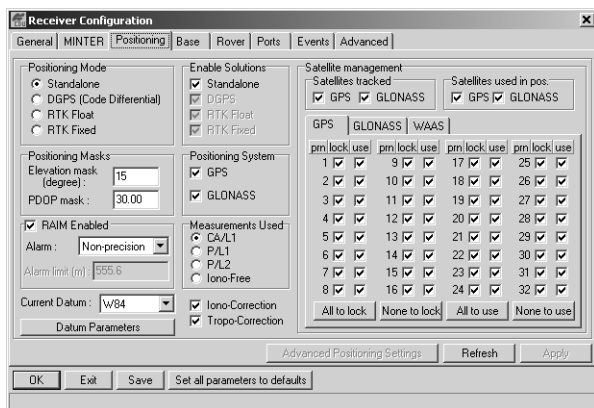 Receiver Configuration
General MINTER Positioning Base Rover Ports Events Advanced
Positioning Mode
Standalone
DGPS (Code Differential)
RTK Float
RTK Fixed
Enable Solutions
Standalone
DGPS
RTK Float
RTK Fixed
Positioning Masks
Elevation mask
(degree) : 15
PDOP mask : 30.00
Positioning System
GPS
GLONASS
RAIM Enabled
Alarm : Non-precision
Alarm limit (m) : 555.6
Measurements Used
CA/L1
P/L1
P/L2
Iono-Free
Current Datum : W84
Datum Parameters
Iono-Correction
Tropo-Correction
Satellite management
Satellites tracked
GPS GLONASS
Satellites used in pos.
GPS GLONASS
GPS GLONASS WAAS
prn lock use prn lock use prn lock use prn lock use
1 9 17 25
2 10 18 26
3 11 19 27
4 12 20 28
5 13 21 29
6 14 22 30
7 15 23 31
8 16 24 32
All to lock None to lock All to use None to use
Advanced Positioning Settings Refresh Apply
OK Exit Save Set all parameters to defaults